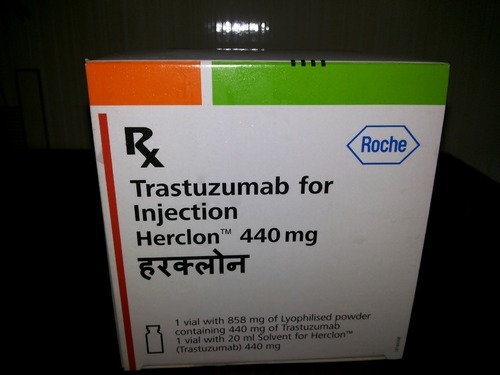 Rx
Roche
Trastuzumab for
Injection
Herclon™ 440 mg
हरक्लोन
1 vial with 858 mg of Lyophilised powder
containing 440 mg of Trastuzumab
1 vial with 20 ml Solvent for Herclon™
(Trastuzumab) 440 mg